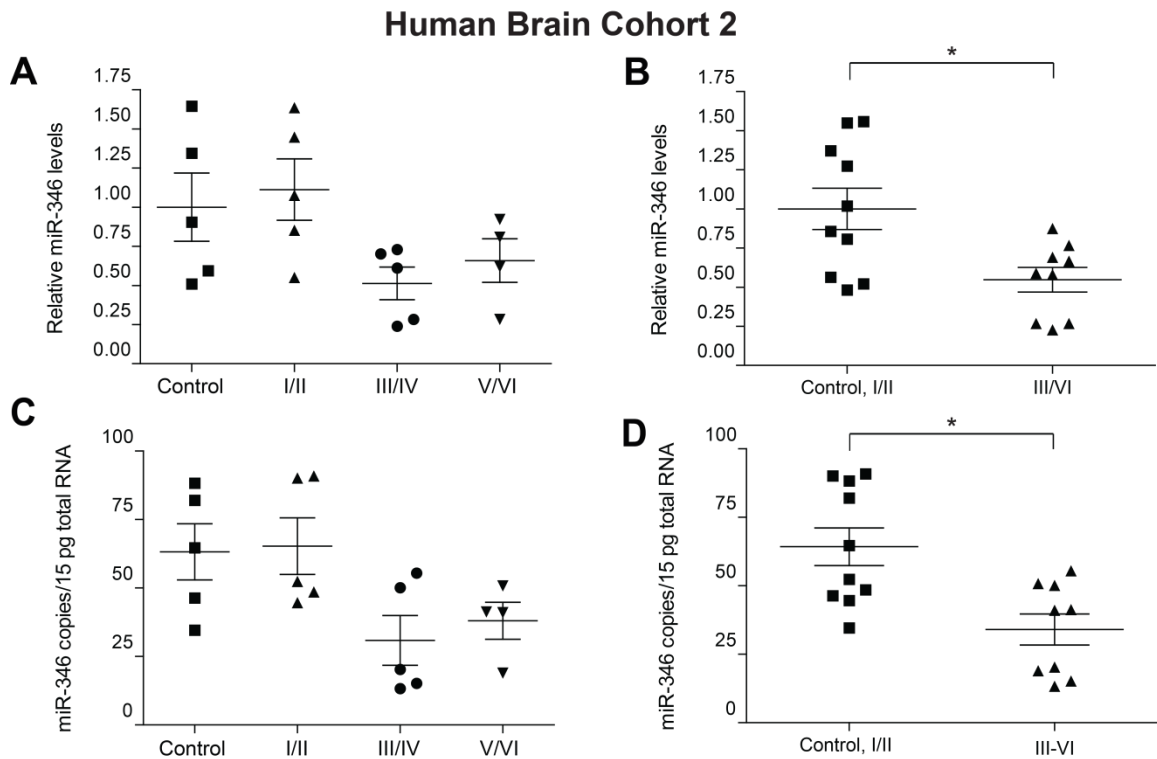 Human Brain Cohort 2
A
Relative miR-346 levels
1.75
1.50
1.25
1.00
0.75
0.50
0.25
0.00
Control I/II III/IV V/VI
B
*
Relative miR-346 levels
1.75
1.50
1.25
1.00
0.75
0.50
0.25
0.00
Control, I/II III/VI
C
miR-346 copies/15 pg total RNA
100
75
50
25
0
Control I/II III/IV V/VI
D
*
miR-346 copies/15 pg total RNA
100
75
50
25
0
Control, I/II III-VI